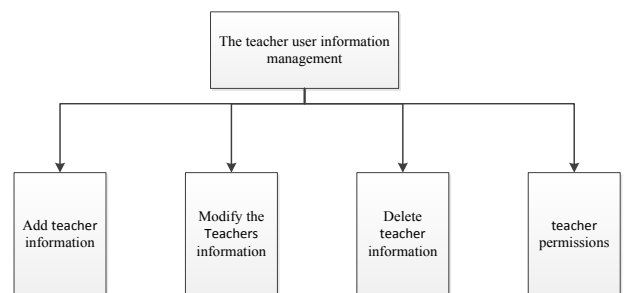 The teacher user information
management
Add teacher
information
Modify the
Teachers
information
Delete
teacher
information
teacher
permissions